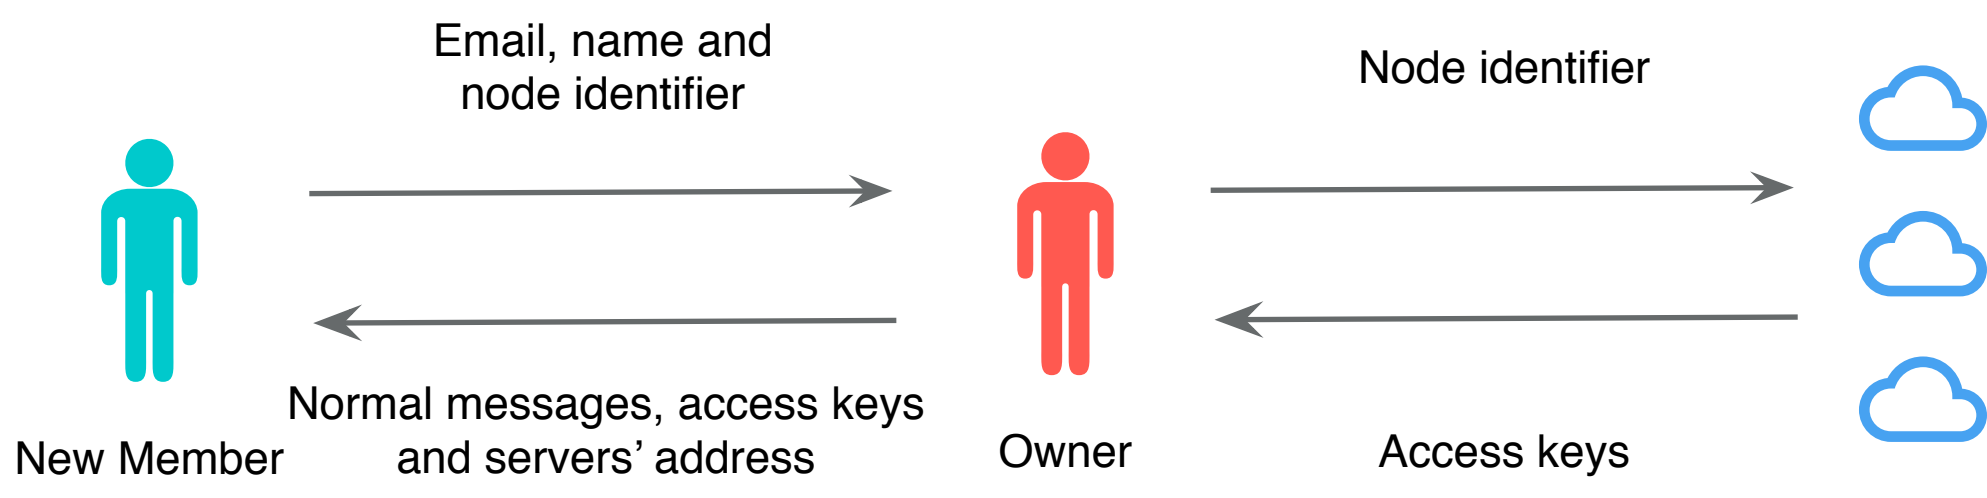 Email, name and
node identifier
Node identifier
Normal messages, access keys
and servers’ address
New Member
Owner
Access keys